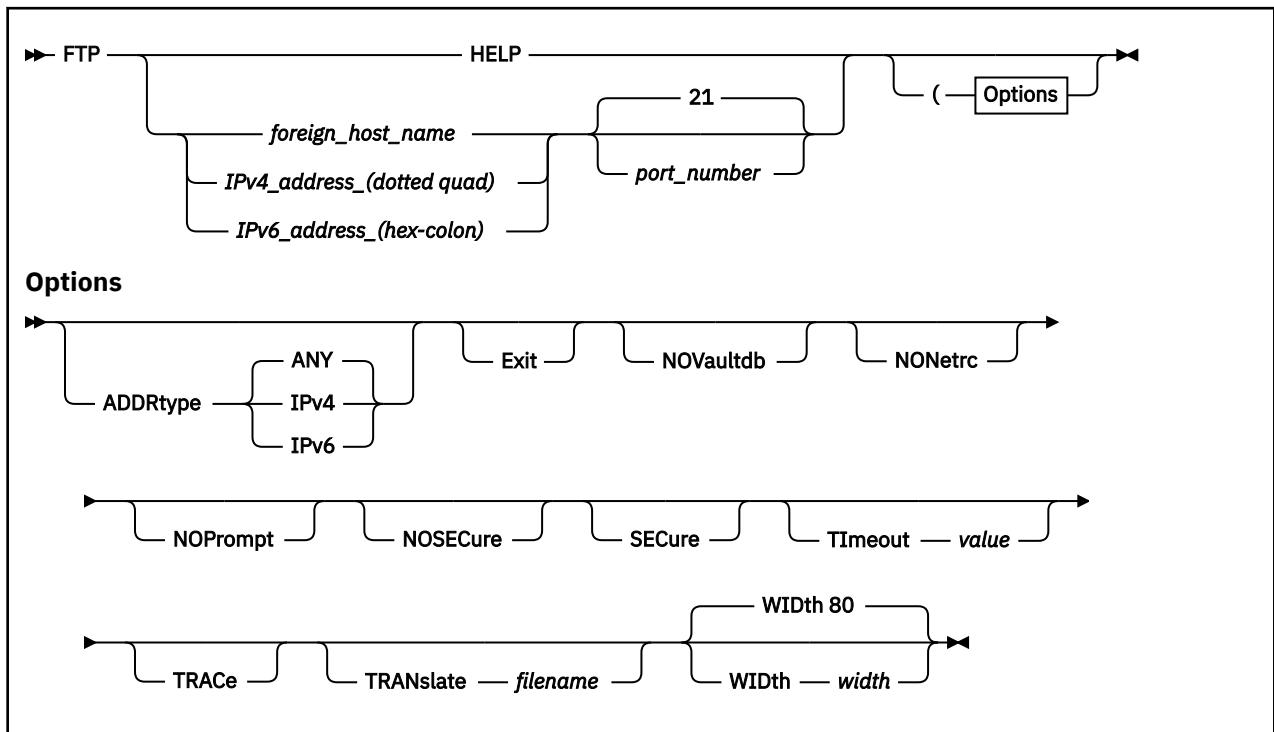 FTP HELP
( Options
21
foreign_host_name
port_number
IPv4_address_(dotted quad)
IPv6_address_(hex-colon)
Options
ADDRtype
ANY
IPv4
IPv6
Exit
NOVaultdb
NONetrc
NOPrompt
NOSECure
SECure
TImeout value
TRACe
TRANslate filename
WIDth 80
WIDth width